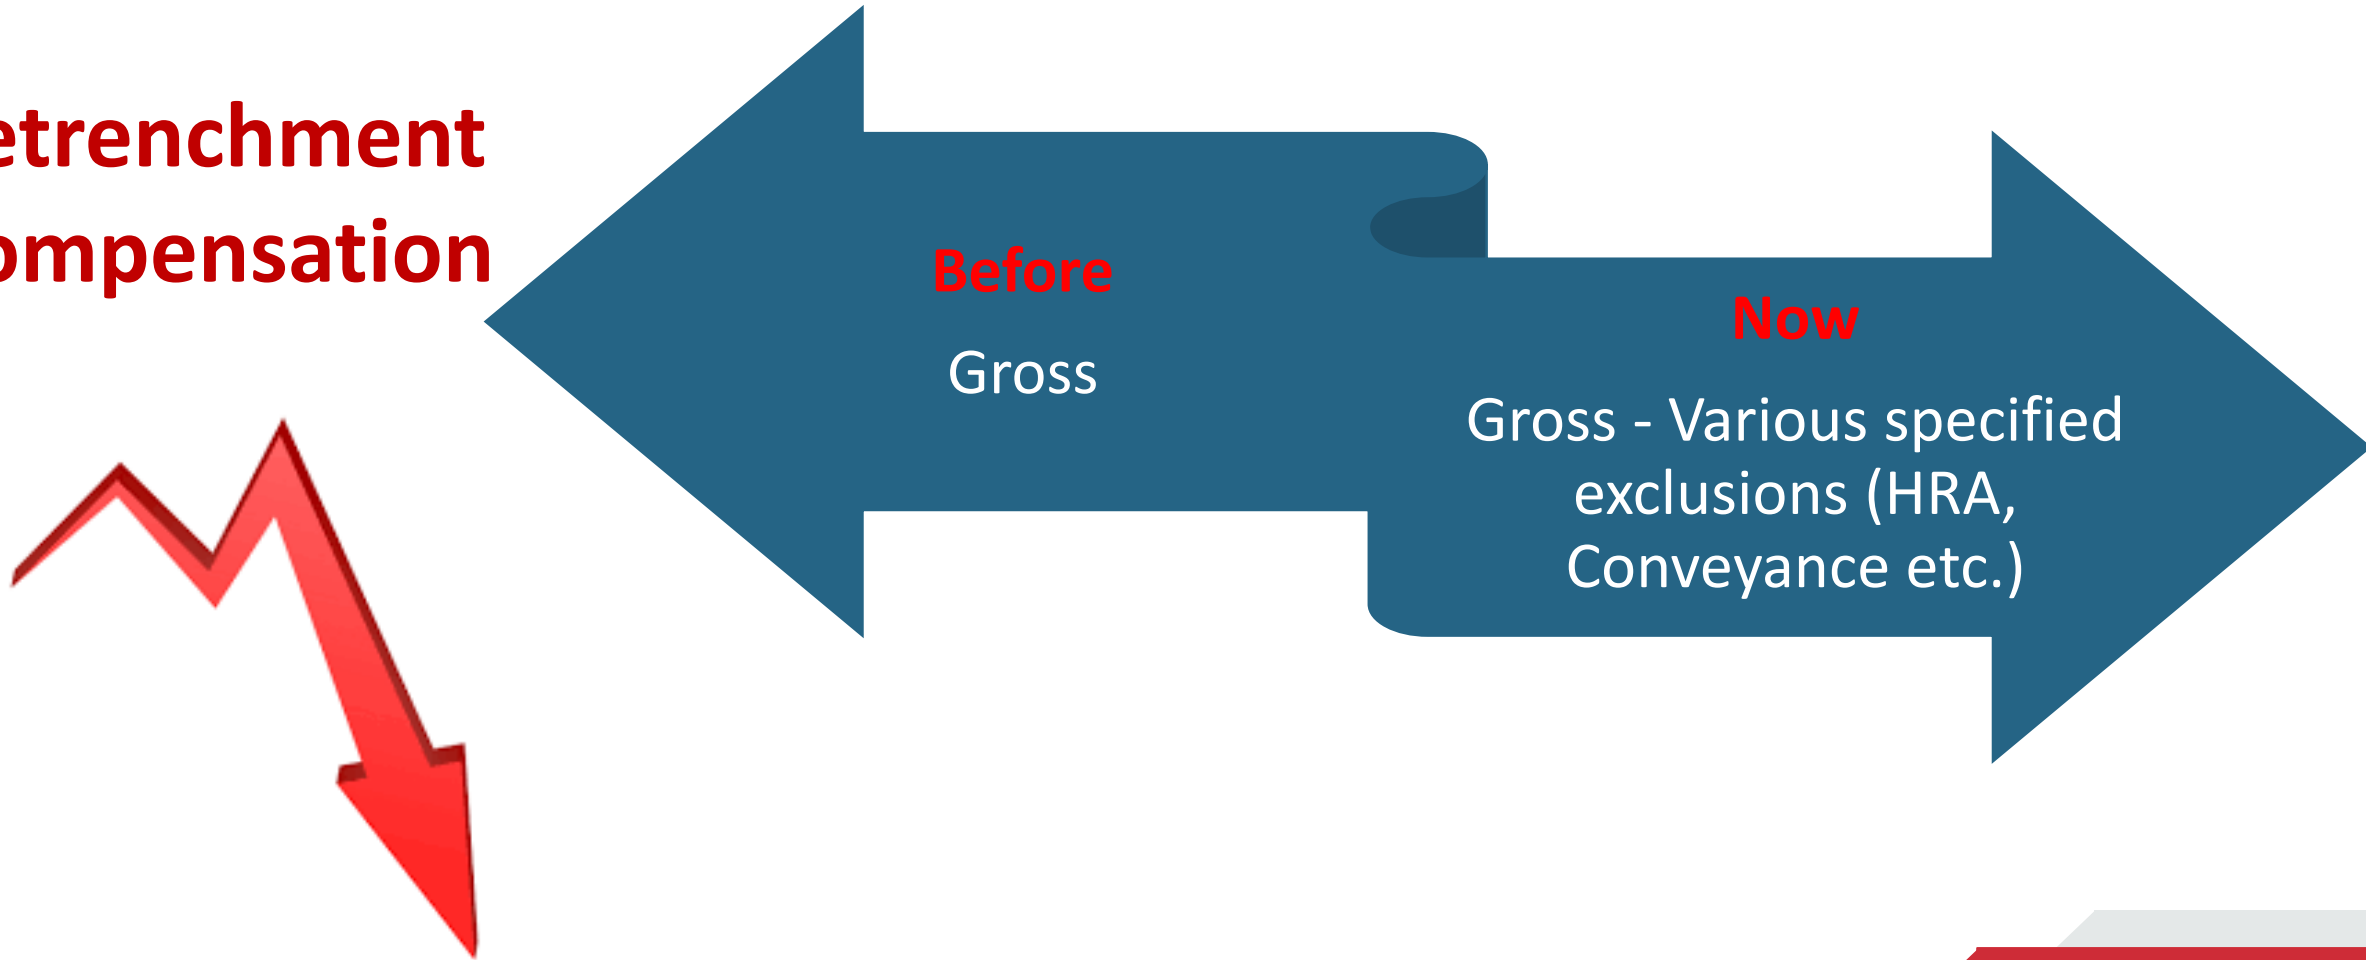 etrenchment
ompensation
Before
Gross
Now
Gross - Various specified
exclusions (HRA,
Conveyance etc.)